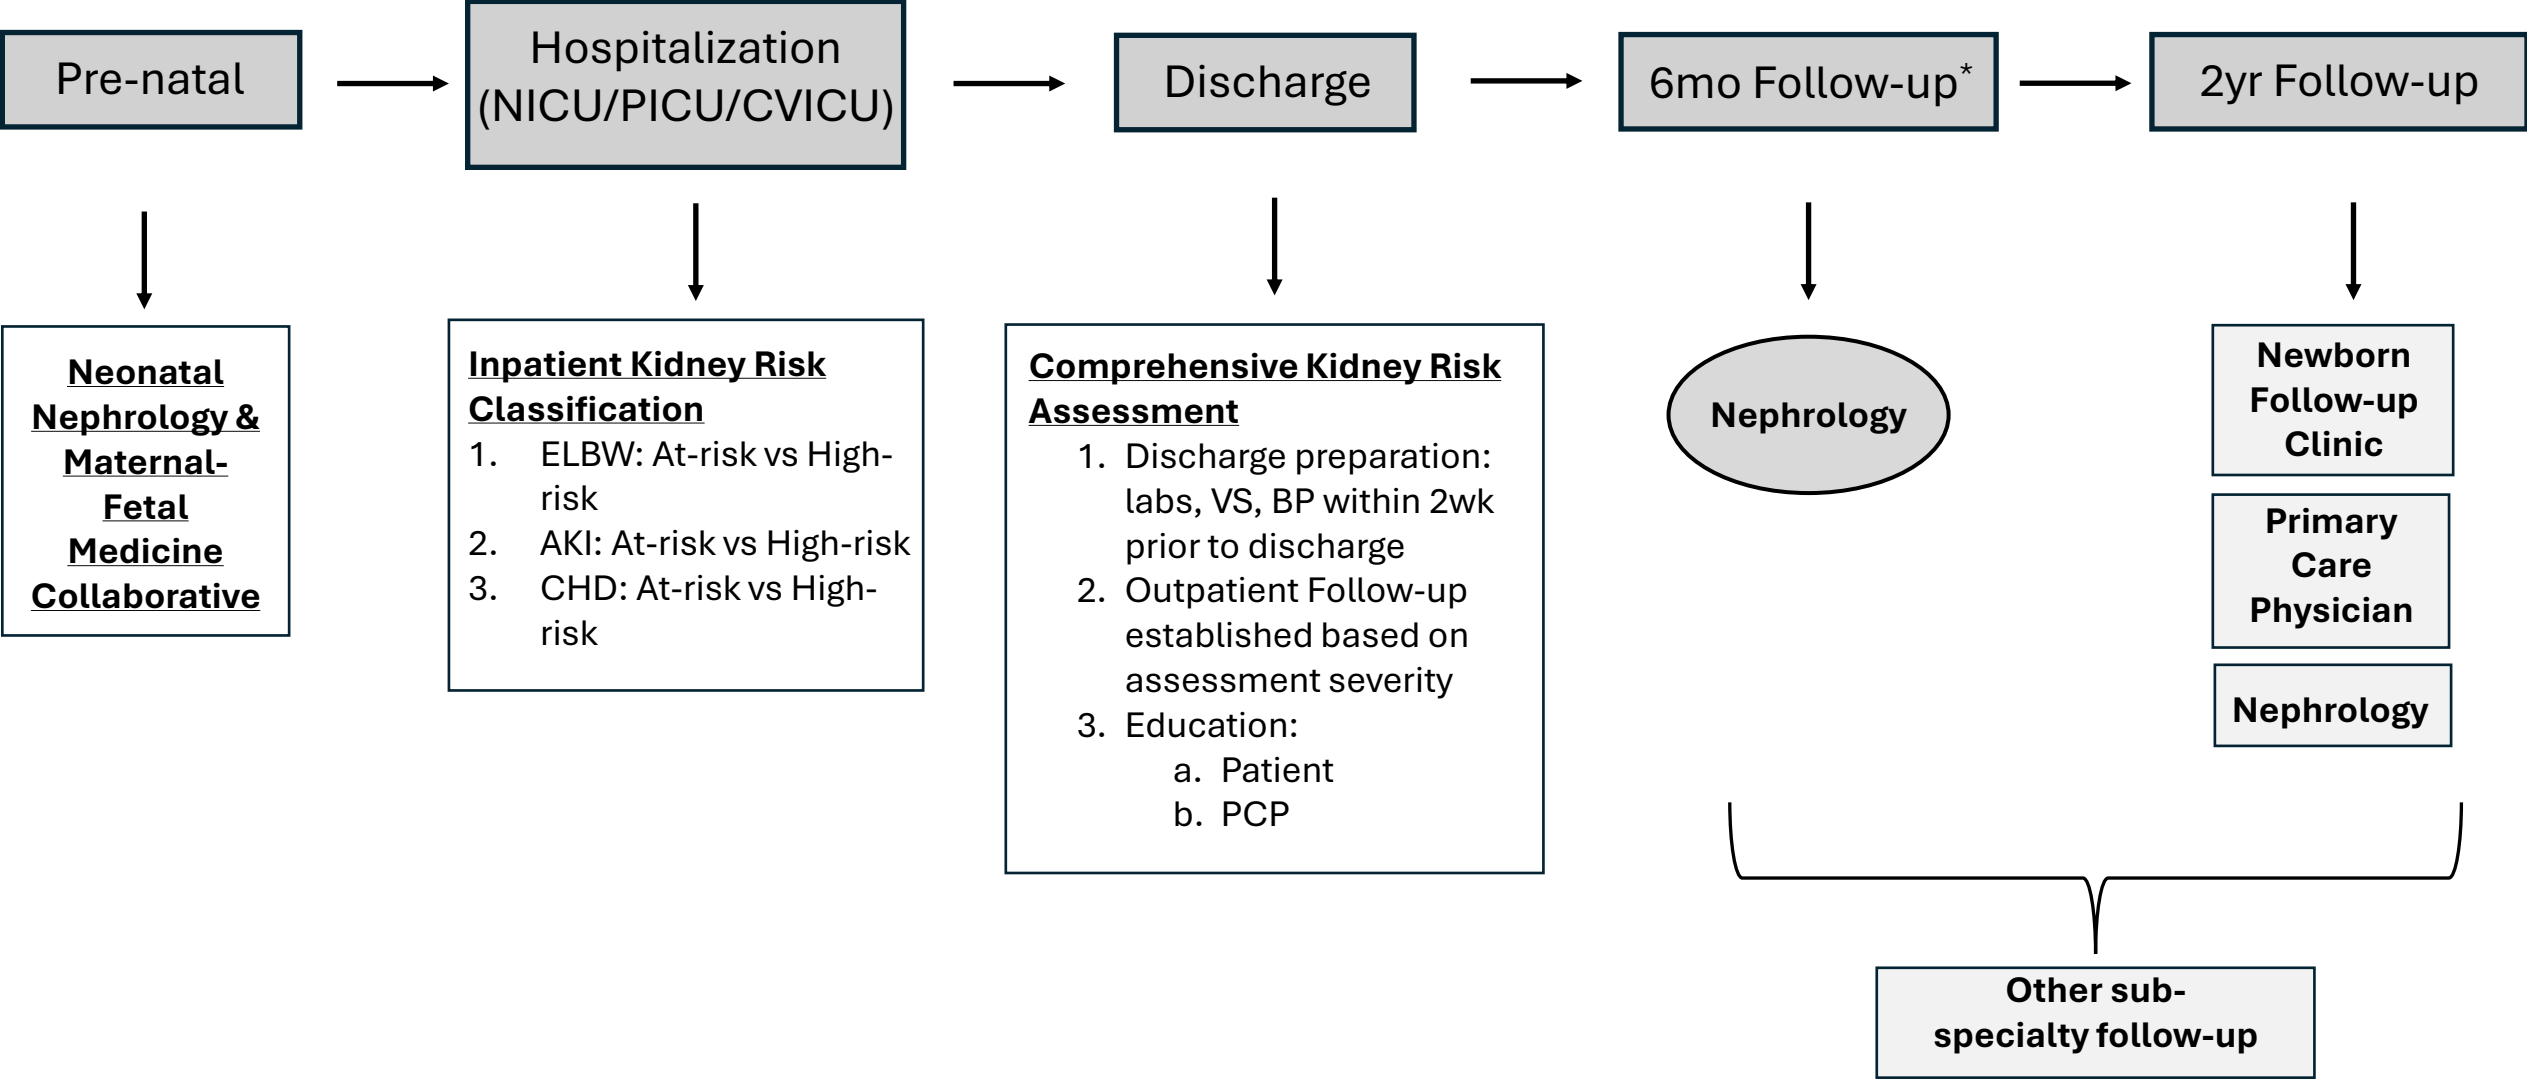 Pre-natal
Hospitalization
(NICU/PICU/CVICU)
Discharge
6mo Follow-up*
2yr Follow-up
Neonatal
Nephrology &
Maternal-
Fetal
Medicine
Collaborative
Inpatient Kidney Risk
Classification
1. ELBW: At-risk vs High-
risk
2. AKI: At-risk vs High-risk
3. CHD: At-risk vs High-
risk
Comprehensive Kidney Risk
Assessment
1. Discharge preparation:
labs, VS, BP within 2wk
prior to discharge
2. Outpatient Follow-up
established based on
assessment severity
3. Education:
a. Patient
b. PCP
Nephrology
Newborn
Follow-up
Clinic
Primary
Care
Physician
Nephrology
Other sub-
specialty follow-up